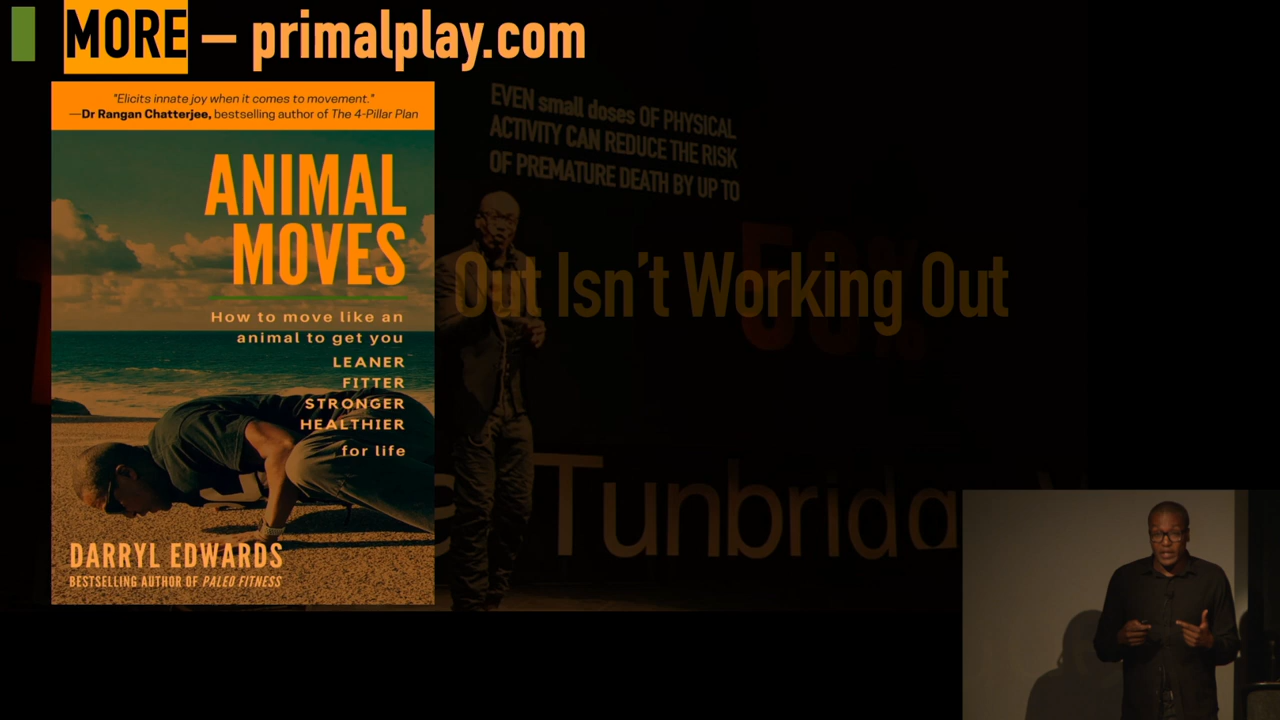 MORE — primalplay.com
"Elicits innate joy when it comes to movement."
—Dr Rangan Chatterjee, bestselling author of The 4-Pillar Plan
ANIMAL
MOVES
How to move like an
animal to get you
LEANER
FITTER
STRONGER
HEALTHIER
for life
DARRYL EDWARDS
BESTSELLING AUTHOR OF PALEO FITNESS
EVEN small doses OF PHYSICAL
ACTIVITY CAN REDUCE THE RISK
OF PREMATURE DEATH BY UP TO
Out Isn't Working Out